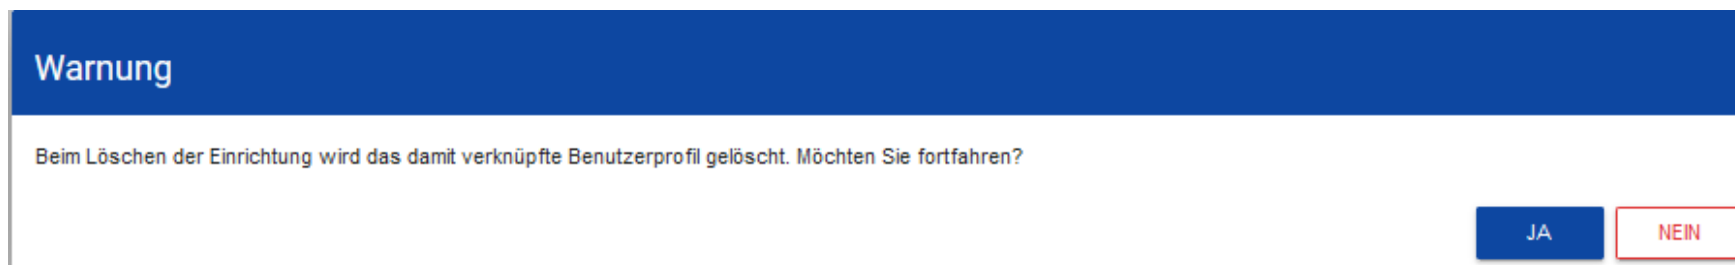 Warnung
Beim Löschen der Einrichtung wird das damit verknüpfte Benutzerprofil gelöscht. Möchten Sie fortfahren?
JA NEIN